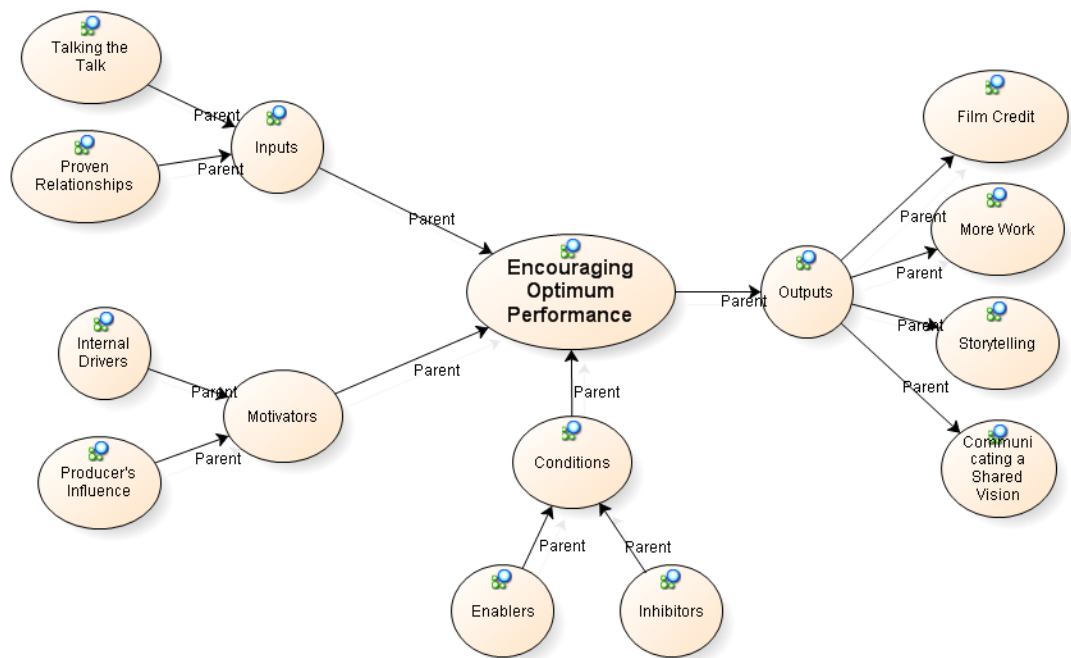 Talking the
Talk
Parent
Inputs
Proven
Relationships
Parent
Parent
Encouraging
Optimum
Performance
Internal
Drivers
Parent
Motivators
Parent
Producer's
Influence
Parent
Parent
Conditions
Parent
Enablers
Parent
Inhibitors
Parent
Outputs
Parent
Film Credit
Parent
More Work
Parent
Storytelling
Parent
Communi
cating a
Shared
Vision